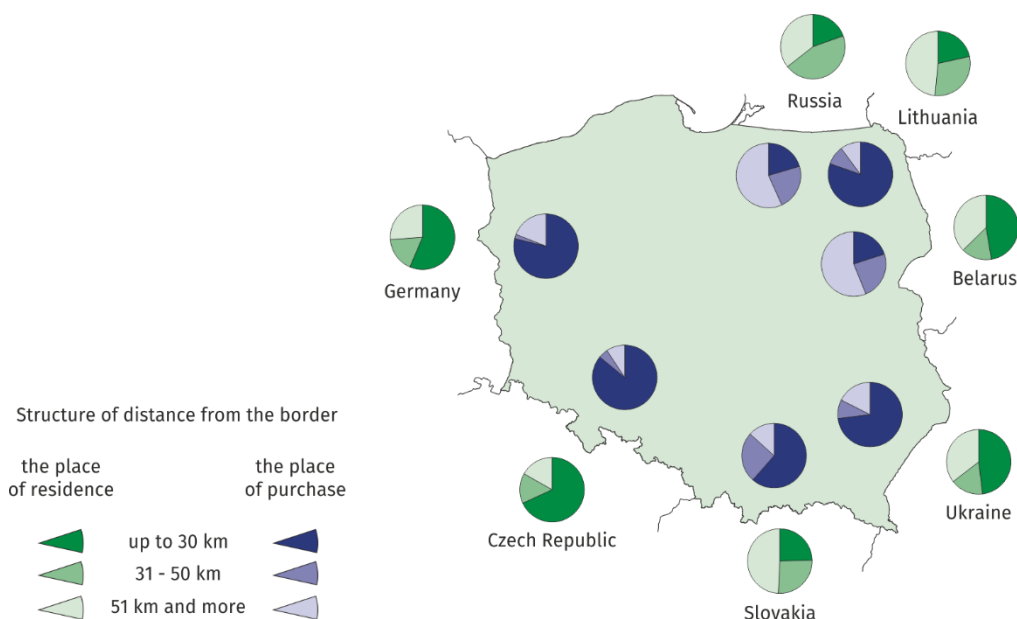 Russia
Lithuania
Belarus
Germany
Ukraine
Czech Republic
Slovakia
Structure of distance from the border
the place
of residence
the place
of purchase
up to 30 km
31 - 50 km
51 km and more